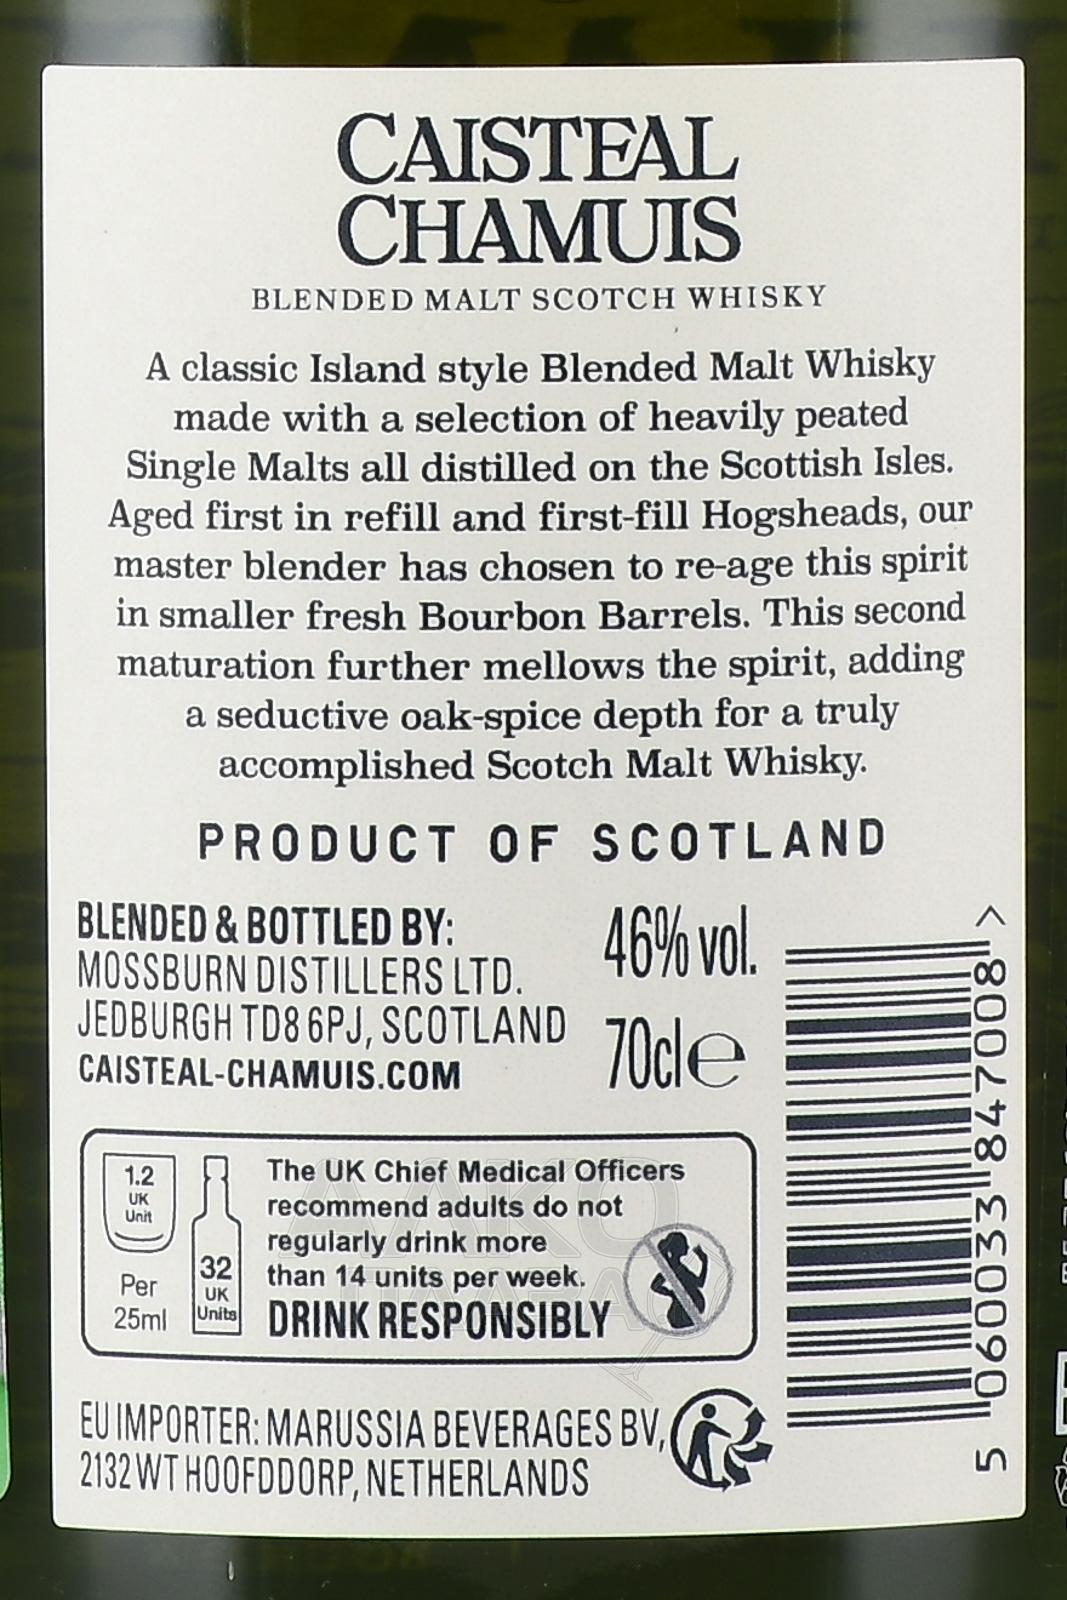 CAISTEAL
CHAMUIS
BLENDED MALT SCOTCH WHISKY
A classic Island style Blended Malt Whisky
made with a selection of heavily peated
Single Malts all distilled on the Scottish Isles.
Aged first in refill and first-fill Hogsheads, our
master blender has chosen to re-age this spirit
in smaller fresh Bourbon Barrels. This second
maturation further mellows the spirit, adding
a seductive oak-spice depth for a truly
accomplished Scotch Malt Whisky.
PRODUCT OF SCOTLAND
BLENDED & BOTTLED BY:
MOSSBURN DISTILLERS LTD.
JEDBURGH TD8 6PJ, SCOTLAND
CAISTEAL-CHAMUIS.COM
46% vol.
70cl e
5 060033 847008 >
1.2
UK
Unit
Per
25ml
32
UK
Units
The UK Chief Medical Officers
recommend adults do not
regularly drink more
than 14 units per week.
DRINK RESPONSIBLY
EU IMPORTER: MARUSSIA BEVERAGES BV,
2132 WT HOOFDDORP, NETHERLANDS